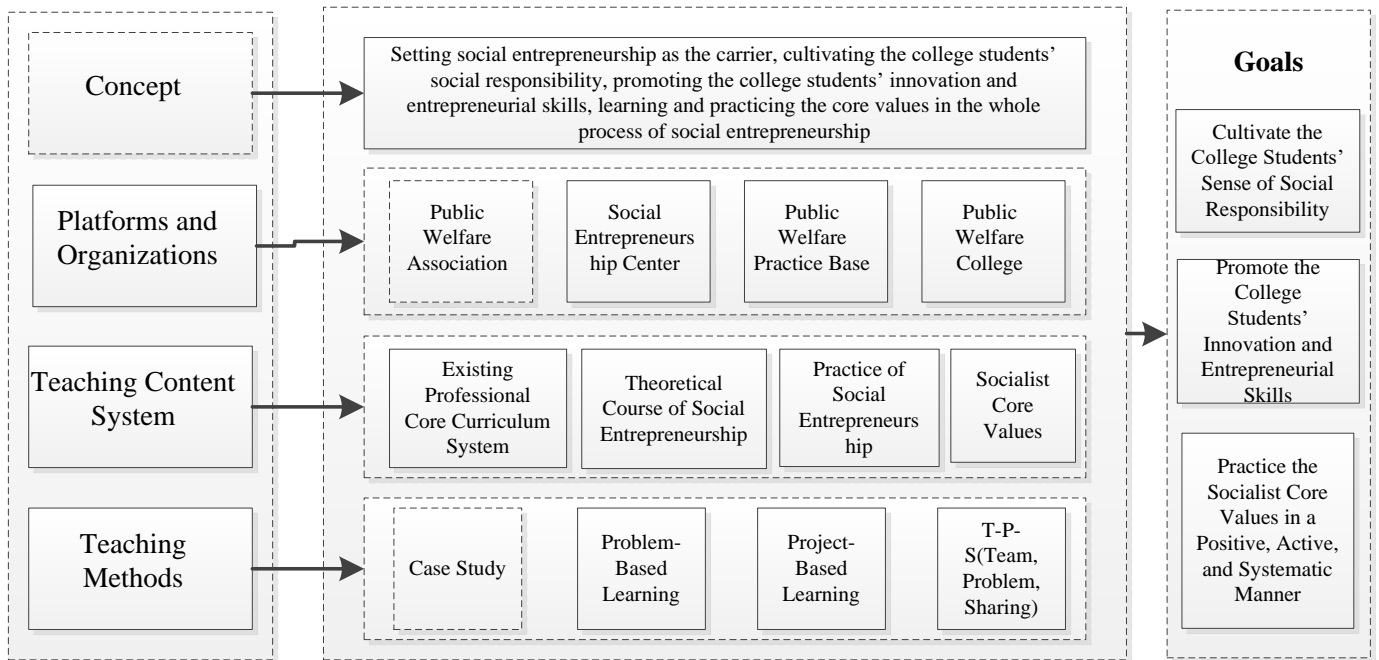 Concept
Setting social entrepreneurship as the carrier, cultivating the college students'
social responsibility, promoting the college students' innovation and
entrepreneurial skills, learning and practicing the core values in the whole
process of social entrepreneurship
Platforms and
Organizations
Public
Welfare
Association
Social
Entrepreneurs
hip Center
Public
Welfare
Practice Base
Public
Welfare
College
Teaching Content
System
Existing
Professional
Core Curriculum
System
Theoretical
Course of Social
Entrepreneurship
Practice of
Social
Entrepreneurs
hip
Socialist
Core
Values
Teaching
Methods
Case Study
Problem-
Based
Learning
Project-
Based
Learning
T-P-
S(Team,
Problem,
Sharing)
Goals
Cultivate the
College Students'
Sense of Social
Responsibility
Promote the
College
Students'
Innovation and
Entrepreneurial
Skills
Practice the
Socialist Core
Values in a
Positive, Active,
and Systematic
Manner